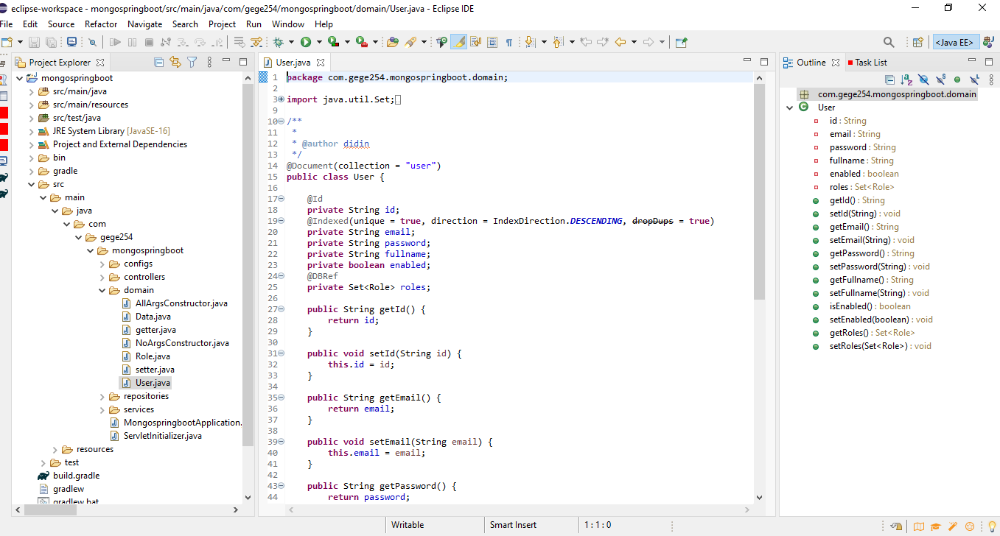 eclipse-workspace - mongospringboot/src/main/java/com/gege254/mongospringboot/domain/User.java - Eclipse IDE
File Edit Source Refactor Navigate Search Project Run Window Help
<Java EE>
Project Explorer
mongospringboot
src/main/java
src/main/resources
src/test/java
JRE System Library [JavaSE-16]
Project and External Dependencies
bin
gradle
src
main
java
com
gege254
mongospringboot
configs
controllers
domain
AllArgsConstructor.java
Data.java
getter.java
NoArgsConstructor.java
Role.java
setter.java
User.java
repositories
services
MongospringbootApplication.
ServletInitializer.java
resources
test
build.gradle
gradlew
gradlew.bat
User.java
1 package com.gege254.mongospringboot.domain;
2
3 import java.util.Set;
9
10 /**
11 *
12 * @author didin
13 */
14 @Document(collection = "user")
15 public class User {
16
17 @Id
18 private String id;
19 @Indexed(unique = true, direction = IndexDirection.DESCENDING, dropDups = true)
20 private String email;
21 private String password;
22 private String fullname;
23 private boolean enabled;
24 @DBRef
25 private Set<Role> roles;
26
27 public String getId() {
28 return id;
29 }
30
31 public void setId(String id) {
32 this.id = id;
33 }
34
35 public String getEmail() {
36 return email;
37 }
38
39 public void setEmail(String email) {
40 this.email = email;
41 }
42
43 public String getPassword() {
44 return password;
Outline Task List
com.gege254.mongospringboot.domain
User
id : String
email : String
password : String
fullname : String
enabled : boolean
roles : Set<Role>
getId() : String
setId(String) : void
getEmail() : String
setEmail(String) : void
getPassword() : String
setPassword(String) : void
getFullname() : String
setFullname(String) : void
isEnabled() : boolean
setEnabled(boolean) : void
getRoles() : Set<Role>
setRoles(Set<Role>) : void
Writable Smart Insert 1 : 1 : 0